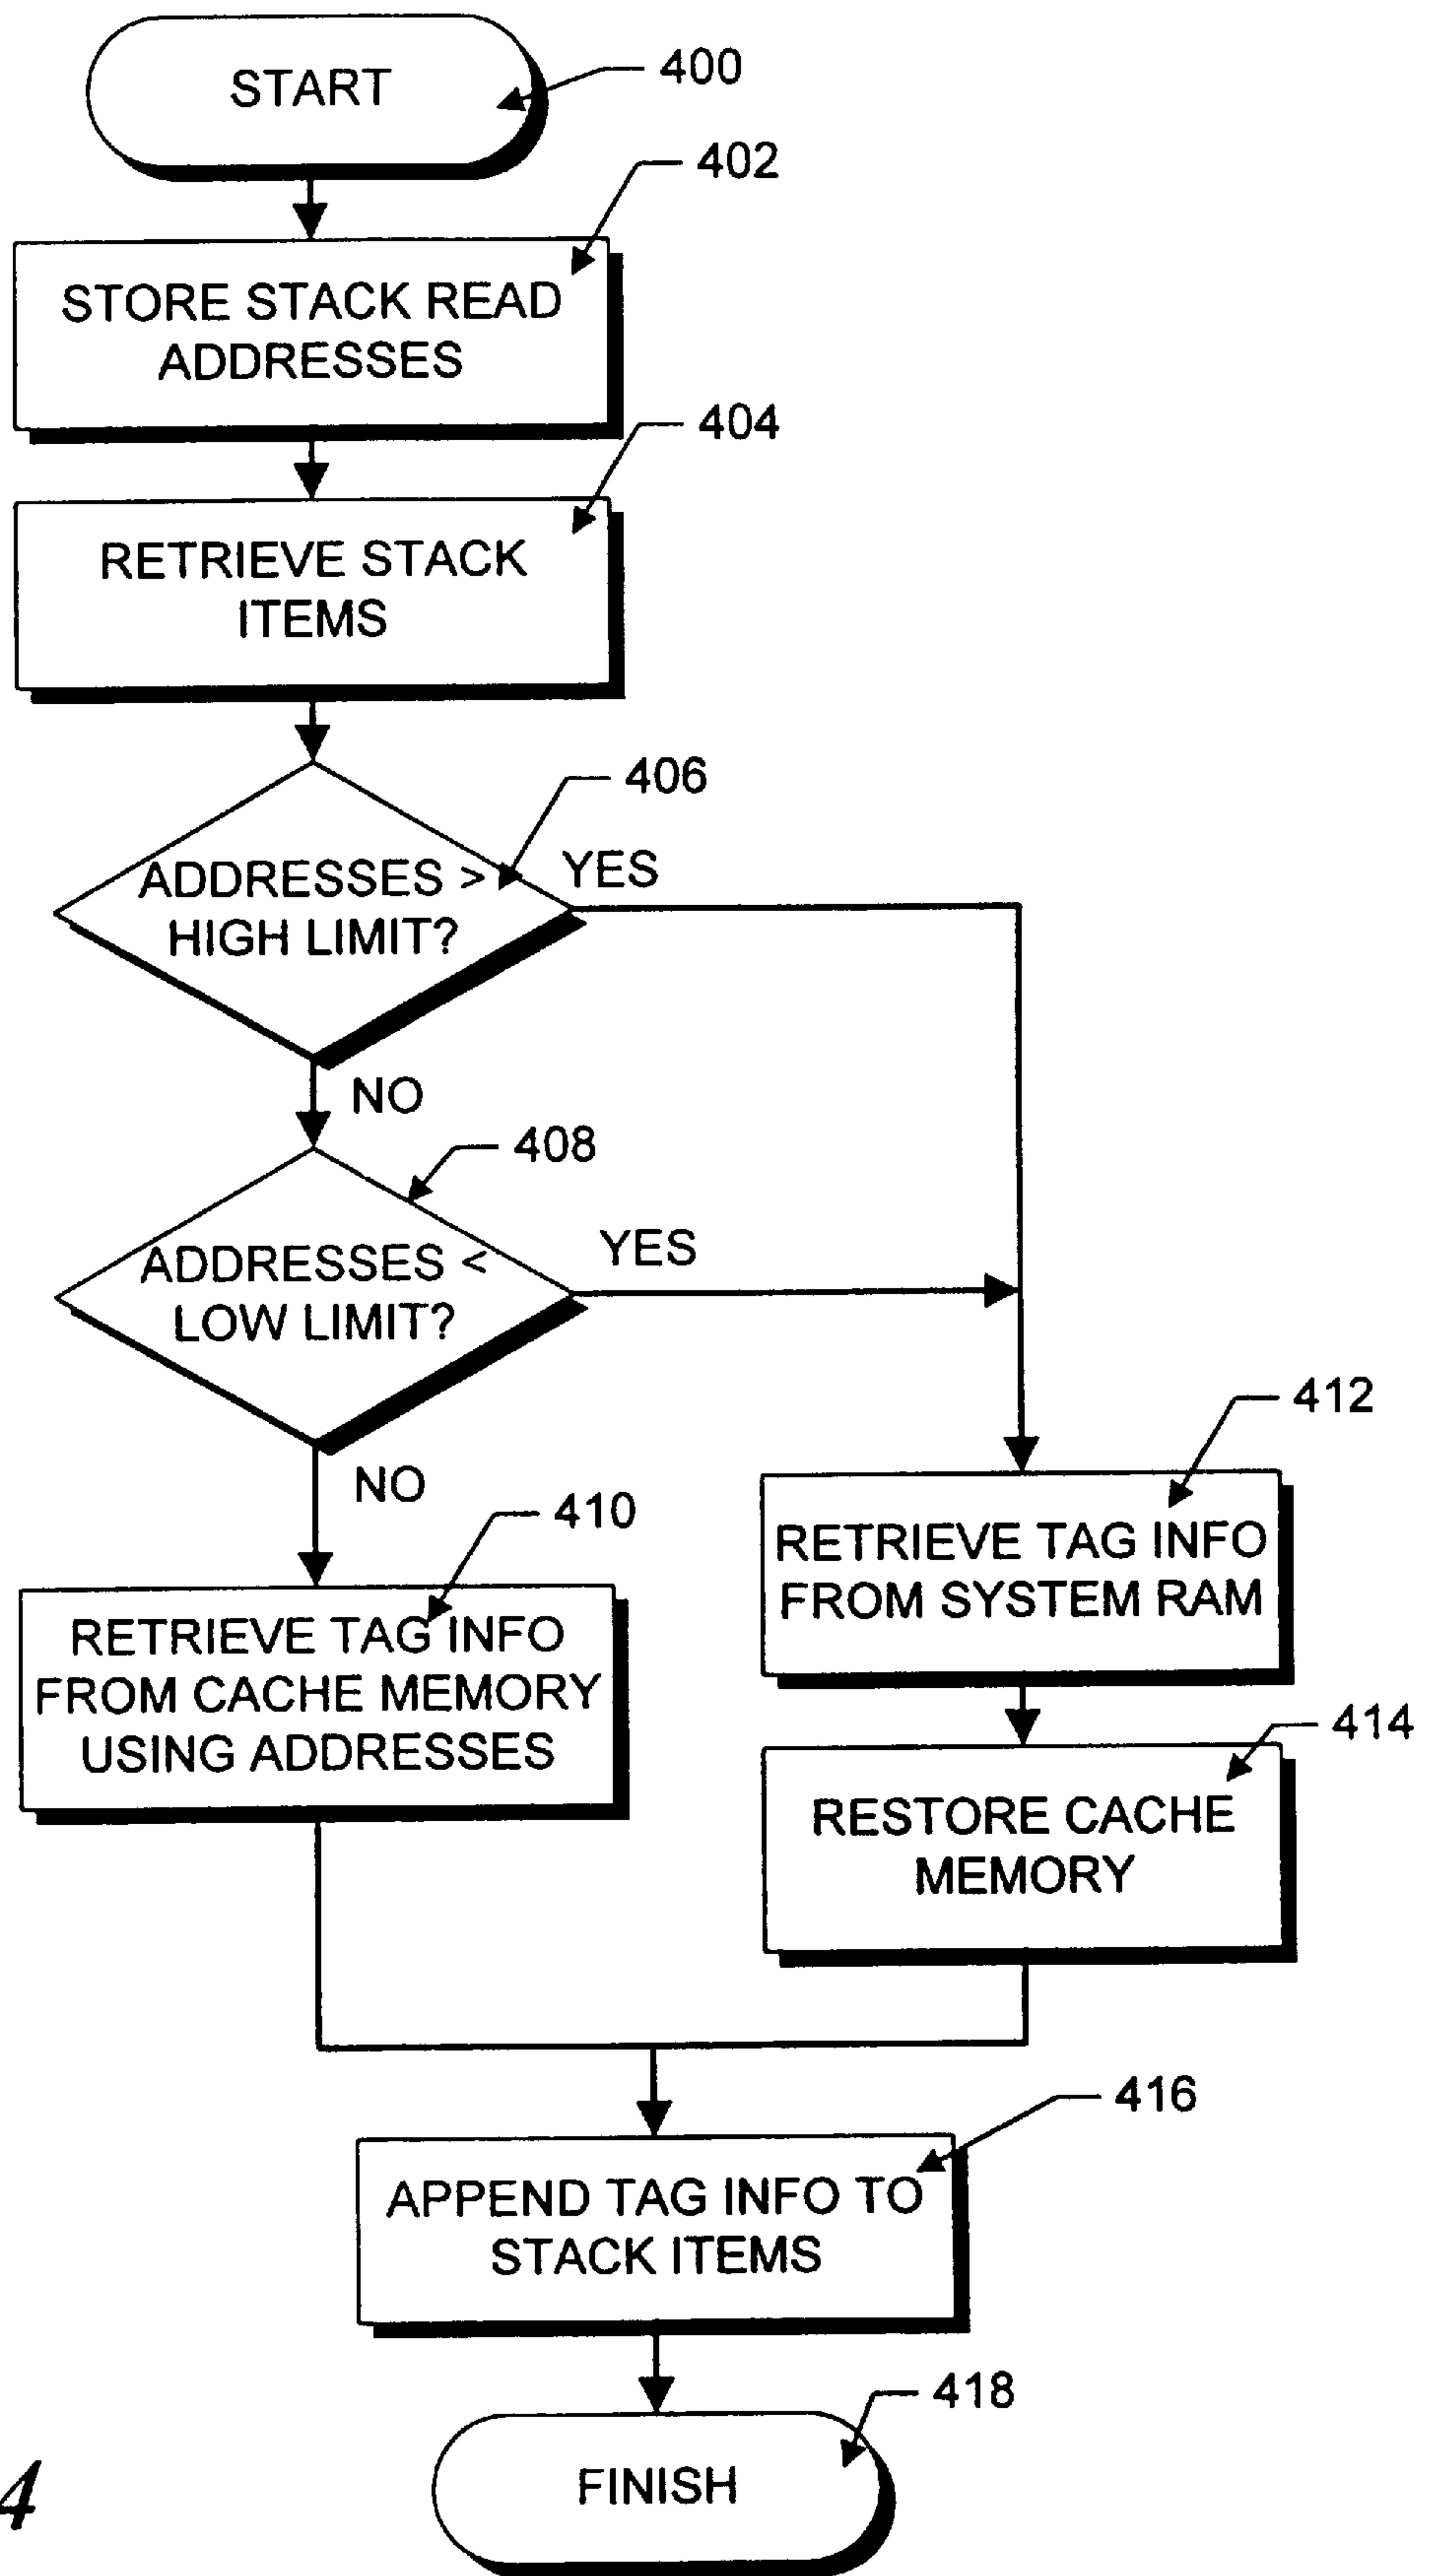 START
400
402
STORE STACK READ
ADDRESSES
404
RETRIEVE STACK
ITEMS
406
ADDRESSES >
HIGH LIMIT?
YES
NO
408
ADDRESSES <
LOW LIMIT?
YES
NO
410
RETRIEVE TAG INFO
FROM CACHE MEMORY
USING ADDRESSES
412
RETRIEVE TAG INFO
FROM SYSTEM RAM
414
RESTORE CACHE
MEMORY
416
APPEND TAG INFO TO
STACK ITEMS
418
FINISH
4